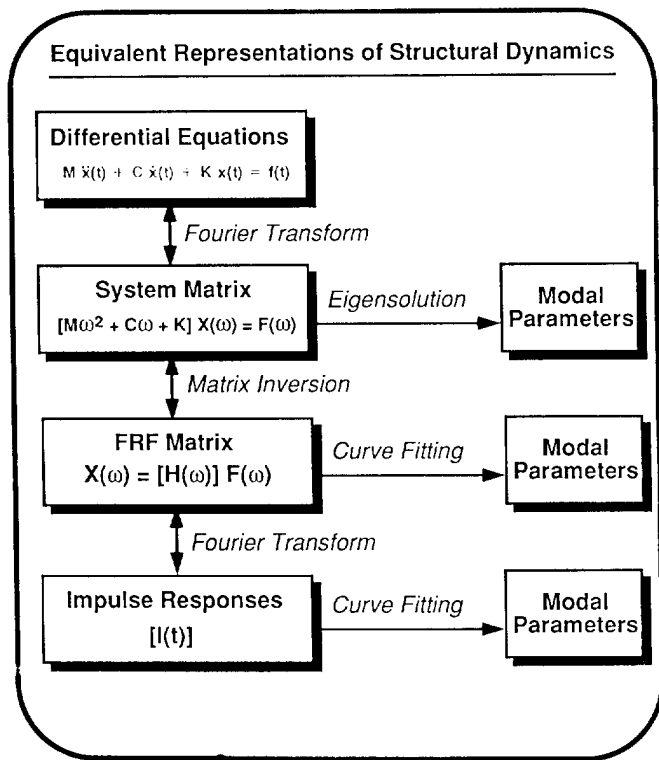 Equivalent Representations of Structural Dynamics
Differential Equations
M ẍ(t) + C ẋ(t) + K x(t) = f(t)
Fourier Transform
System Matrix
[Mω² + Cω + K] X(ω) = F(ω)
Eigensolution
Modal
Parameters
Matrix Inversion
FRF Matrix
X(ω) = [H(ω)] F(ω)
Curve Fitting
Modal
Parameters
Fourier Transform
Impulse Responses
[I(t)]
Curve Fitting
Modal
Parameters